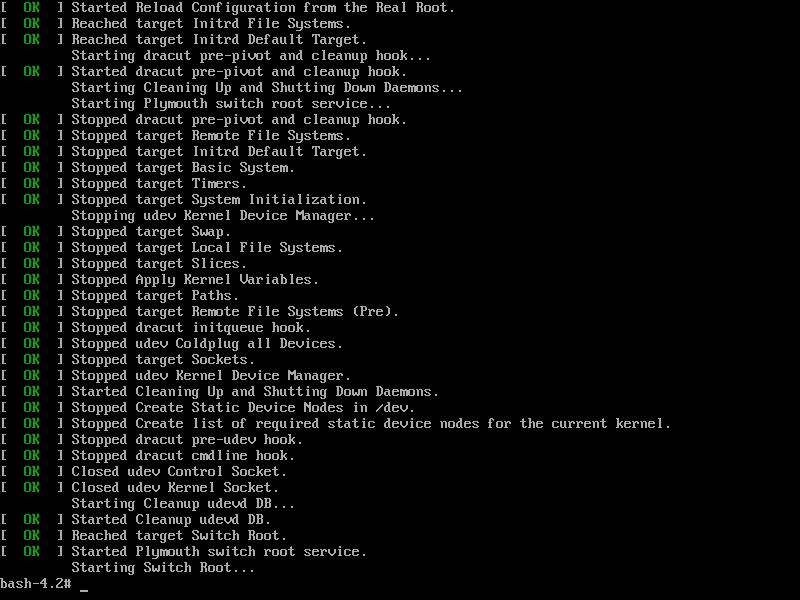 [  OK  ] Started Reload Configuration from the Real Root.
[  OK  ] Reached target Initrd File Systems.
[  OK  ] Reached target Initrd Default Target.
         Starting dracut pre-pivot and cleanup hook...
[  OK  ] Started dracut pre-pivot and cleanup hook.
         Starting Cleaning Up and Shutting Down Daemons...
         Starting Plymouth switch root service...
[  OK  ] Stopped dracut pre-pivot and cleanup hook.
[  OK  ] Stopped target Remote File Systems.
[  OK  ] Stopped target Initrd Default Target.
[  OK  ] Stopped target Basic System.
[  OK  ] Stopped target Timers.
[  OK  ] Stopped target System Initialization.
         Stopping udev Kernel Device Manager...
[  OK  ] Stopped target Swap.
[  OK  ] Stopped target Local File Systems.
[  OK  ] Stopped target Slices.
[  OK  ] Stopped Apply Kernel Variables.
[  OK  ] Stopped target Paths.
[  OK  ] Stopped target Remote File Systems (Pre).
[  OK  ] Stopped dracut initqueue hook.
[  OK  ] Stopped udev Coldplug all Devices.
[  OK  ] Stopped target Sockets.
[  OK  ] Stopped udev Kernel Device Manager.
[  OK  ] Started Cleaning Up and Shutting Down Daemons.
[  OK  ] Stopped Create Static Device Nodes in /dev.
[  OK  ] Stopped Create list of required static device nodes for the current kernel.
[  OK  ] Stopped dracut pre-udev hook.
[  OK  ] Stopped dracut cmdline hook.
[  OK  ] Closed udev Control Socket.
[  OK  ] Closed udev Kernel Socket.
         Starting Cleanup udevd DB...
[  OK  ] Started Cleanup udevd DB.
[  OK  ] Reached target Switch Root.
[  OK  ] Started Plymouth switch root service.
         Starting Switch Root...
bash-4.2# _